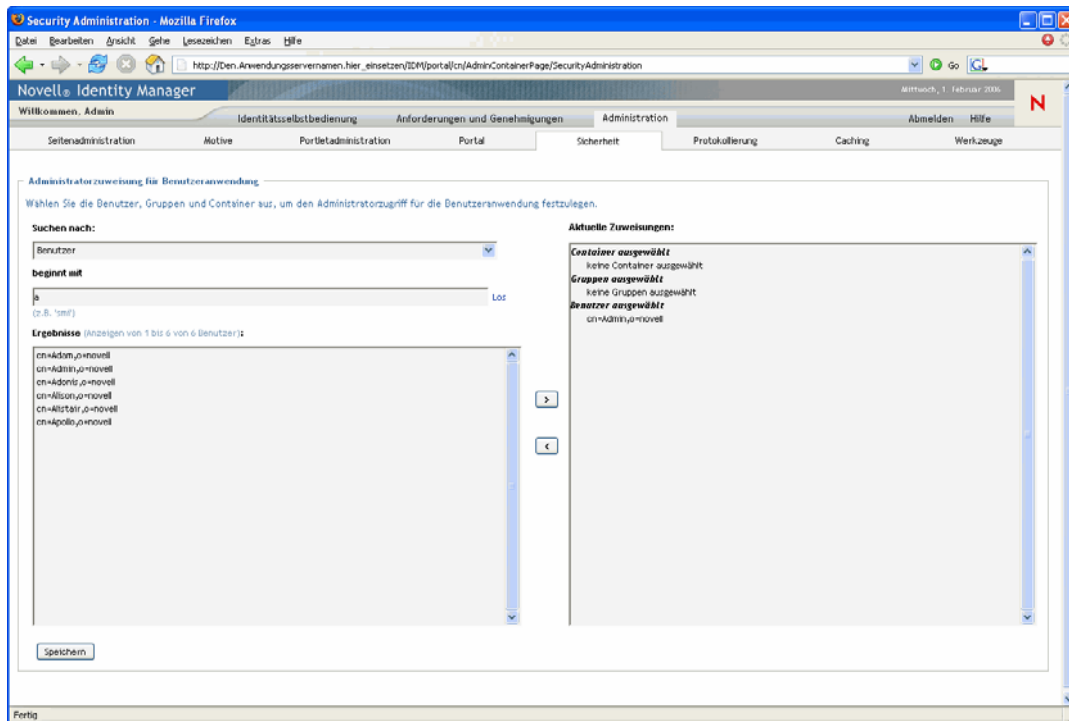 Security Administration - Mozilla Firefox
Datei Bearbeiten Ansicht Gehe Lesezeichen Extras Hilfe
http://Den.Anwendungsservernamen.hier_einsetzen/IDM/portal/cn/AdminContainerPage/SecurityAdministration
Go
Novell® Identity Manager
Mittwoch, 1. Februar 2006
N
Willkommen, Admin
Identitätsselbstbedienung Anforderungen und Genehmigungen Administration Abmelden Hilfe
Seitenadministration Motive Portletadministration Portal Sicherheit Protokollierung Caching Werkzeuge
Administratorzuweisung für Benutzeranwendung
Wählen Sie die Benutzer, Gruppen und Container aus, um den Administratorzugriff für die Benutzeranwendung festzulegen.
Suchen nach:
Benutzer
beginnt mit
a
Los
(z.B. 'smi')
Ergebnisse (Anzeigen von 1 bis 6 von 6 Benutzer):
cn=Adam,o=novell
cn=Admin,o=novell
cn=Adonis,o=novell
cn=Alison,o=novell
cn=Alistair,o=novell
cn=Apollo,o=novell
>
<
Aktuelle Zuweisungen:
Container ausgewählt
keine Container ausgewählt
Gruppen ausgewählt
keine Gruppen ausgewählt
Benutzer ausgewählt
cn=Admin,o=novell
Speichern
Fertig